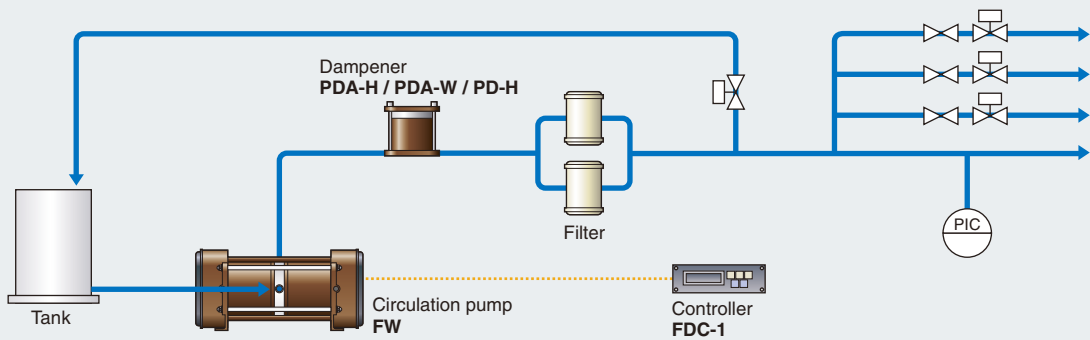 Dampener
PDA-H / PDA-W / PD-H
PIC
Filter
Tank
Circulation pump
FW
Controller
FDC-1